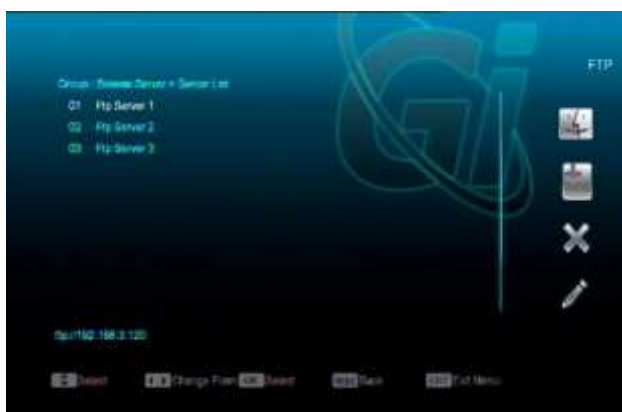 FTP
Group : Browse Server > Server List
01 Ftp Server 1
02 Ftp Server 2
03 Ftp Server 3
ftp://192.168.3.120
Select Change Pram Select Back Exit Menu